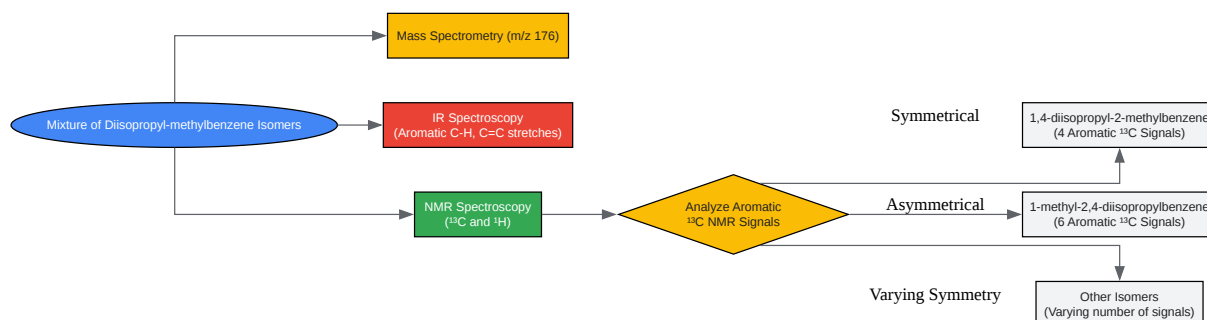 Mass Spectrometry (m/z 176)
Mixture of Diisopropyl-methylbenzene Isomers
IR Spectroscopy
(Aromatic C-H, C=C stretches)
NMR Spectroscopy
(¹³C and ¹H)
Analyze Aromatic
¹³C NMR Signals
Symmetrical
1,4-diisopropyl-2-methylbenzene
(4 Aromatic ¹³C Signals)
Asymmetrical
1-methyl-2,4-diisopropylbenzene
(6 Aromatic ¹³C Signals)
Varying Symmetry
Other Isomers
(Varying number of signals)